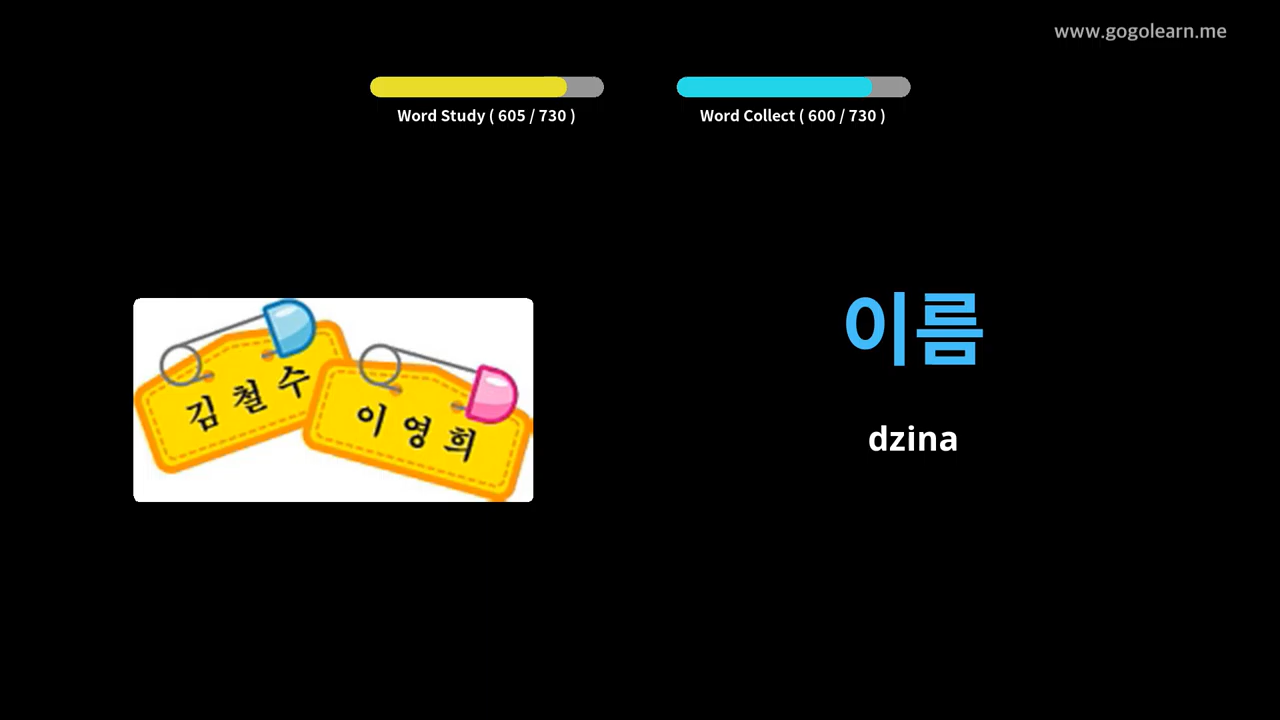 www.gogolearn.me
Word Study ( 605 / 730 )
Word Collect ( 600 / 730 )
김철수
이영희
이름
dzina